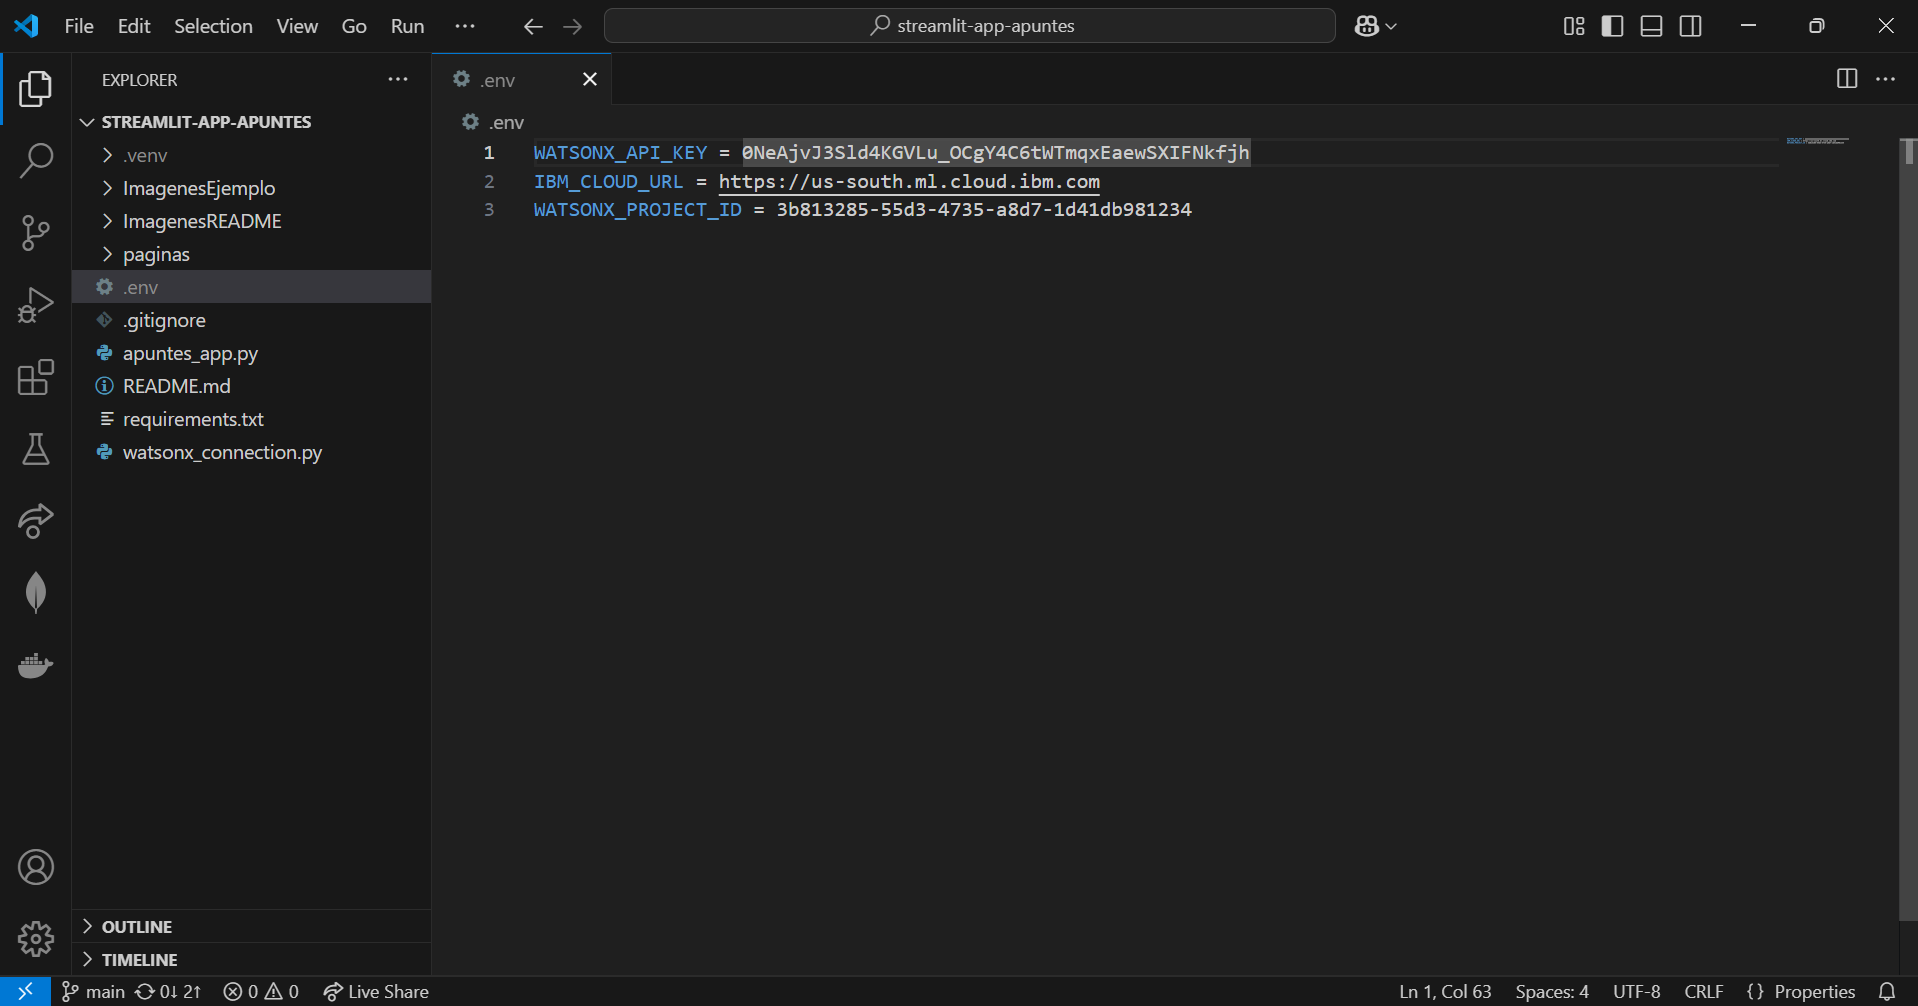 File Edit Selection View Go Run ···
streamlit-app-apuntes
EXPLORER ···
STREAMLIT-APP-APUNTES
.venv
ImagenesEjemplo
ImagenesREADME
paginas
.env
.gitignore
apuntes_app.py
README.md
requirements.txt
watsonx_connection.py
OUTLINE
TIMELINE
.env
.env
1 WATSONX_API_KEY = 0NeAjvJ3Sld4KGVLu_OCgY4C6tWTmqxEaewSXIFNkfjh
2 IBM_CLOUD_URL = https://us-south.ml.cloud.ibm.com
3 WATSONX_PROJECT_ID = 3b813285-55d3-4735-a8d7-1d41db981234
main 0↓ 2↑ 0 0 Live Share Ln 1, Col 63 Spaces: 4 UTF-8 CRLF {} Properties